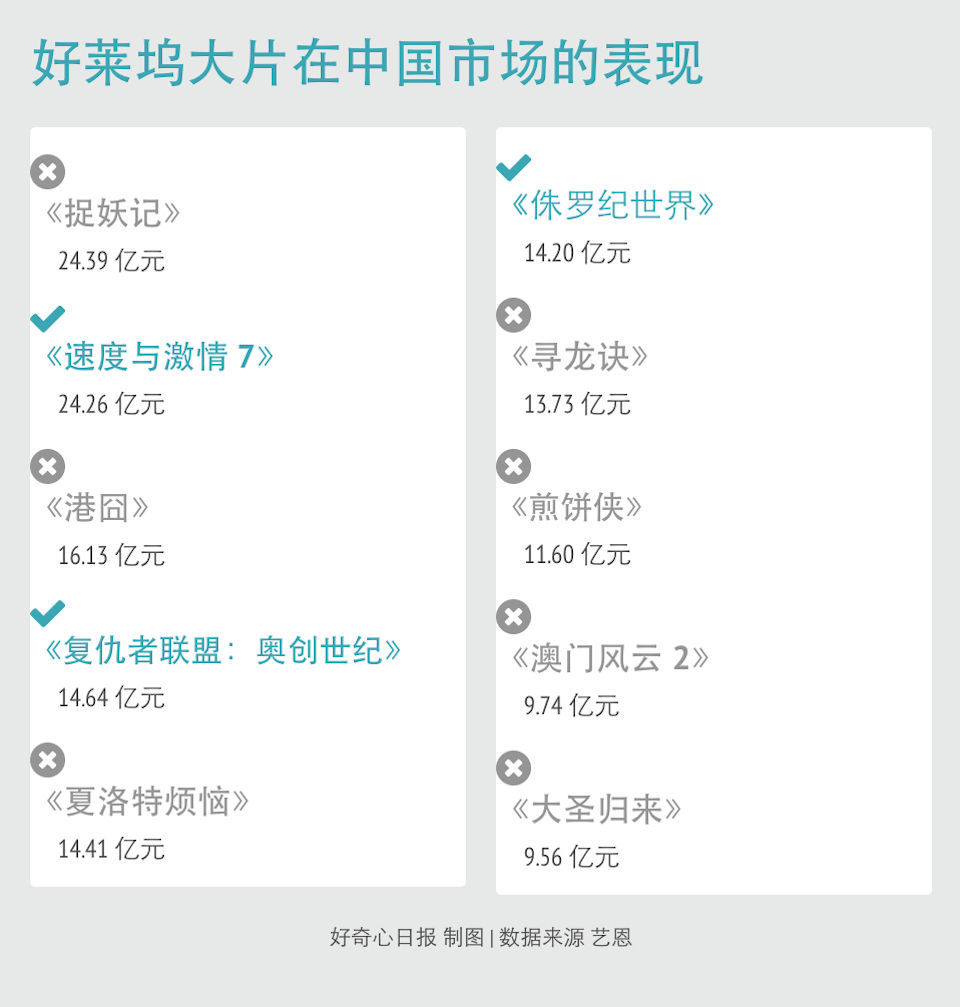 好莱坞大片在中国市场的表现
《捉妖记》
24.39 亿元
《速度与激情 7》
24.26 亿元
《港囧》
16.13 亿元
《复仇者联盟：奥创世纪》
14.64 亿元
《夏洛特烦恼》
14.41 亿元
《侏罗纪世界》
14.20 亿元
《寻龙诀》
13.73 亿元
《煎饼侠》
11.60 亿元
《澳门风云 2》
9.74 亿元
《大圣归来》
9.56 亿元
好奇心日报 制图 | 数据来源 艺恩